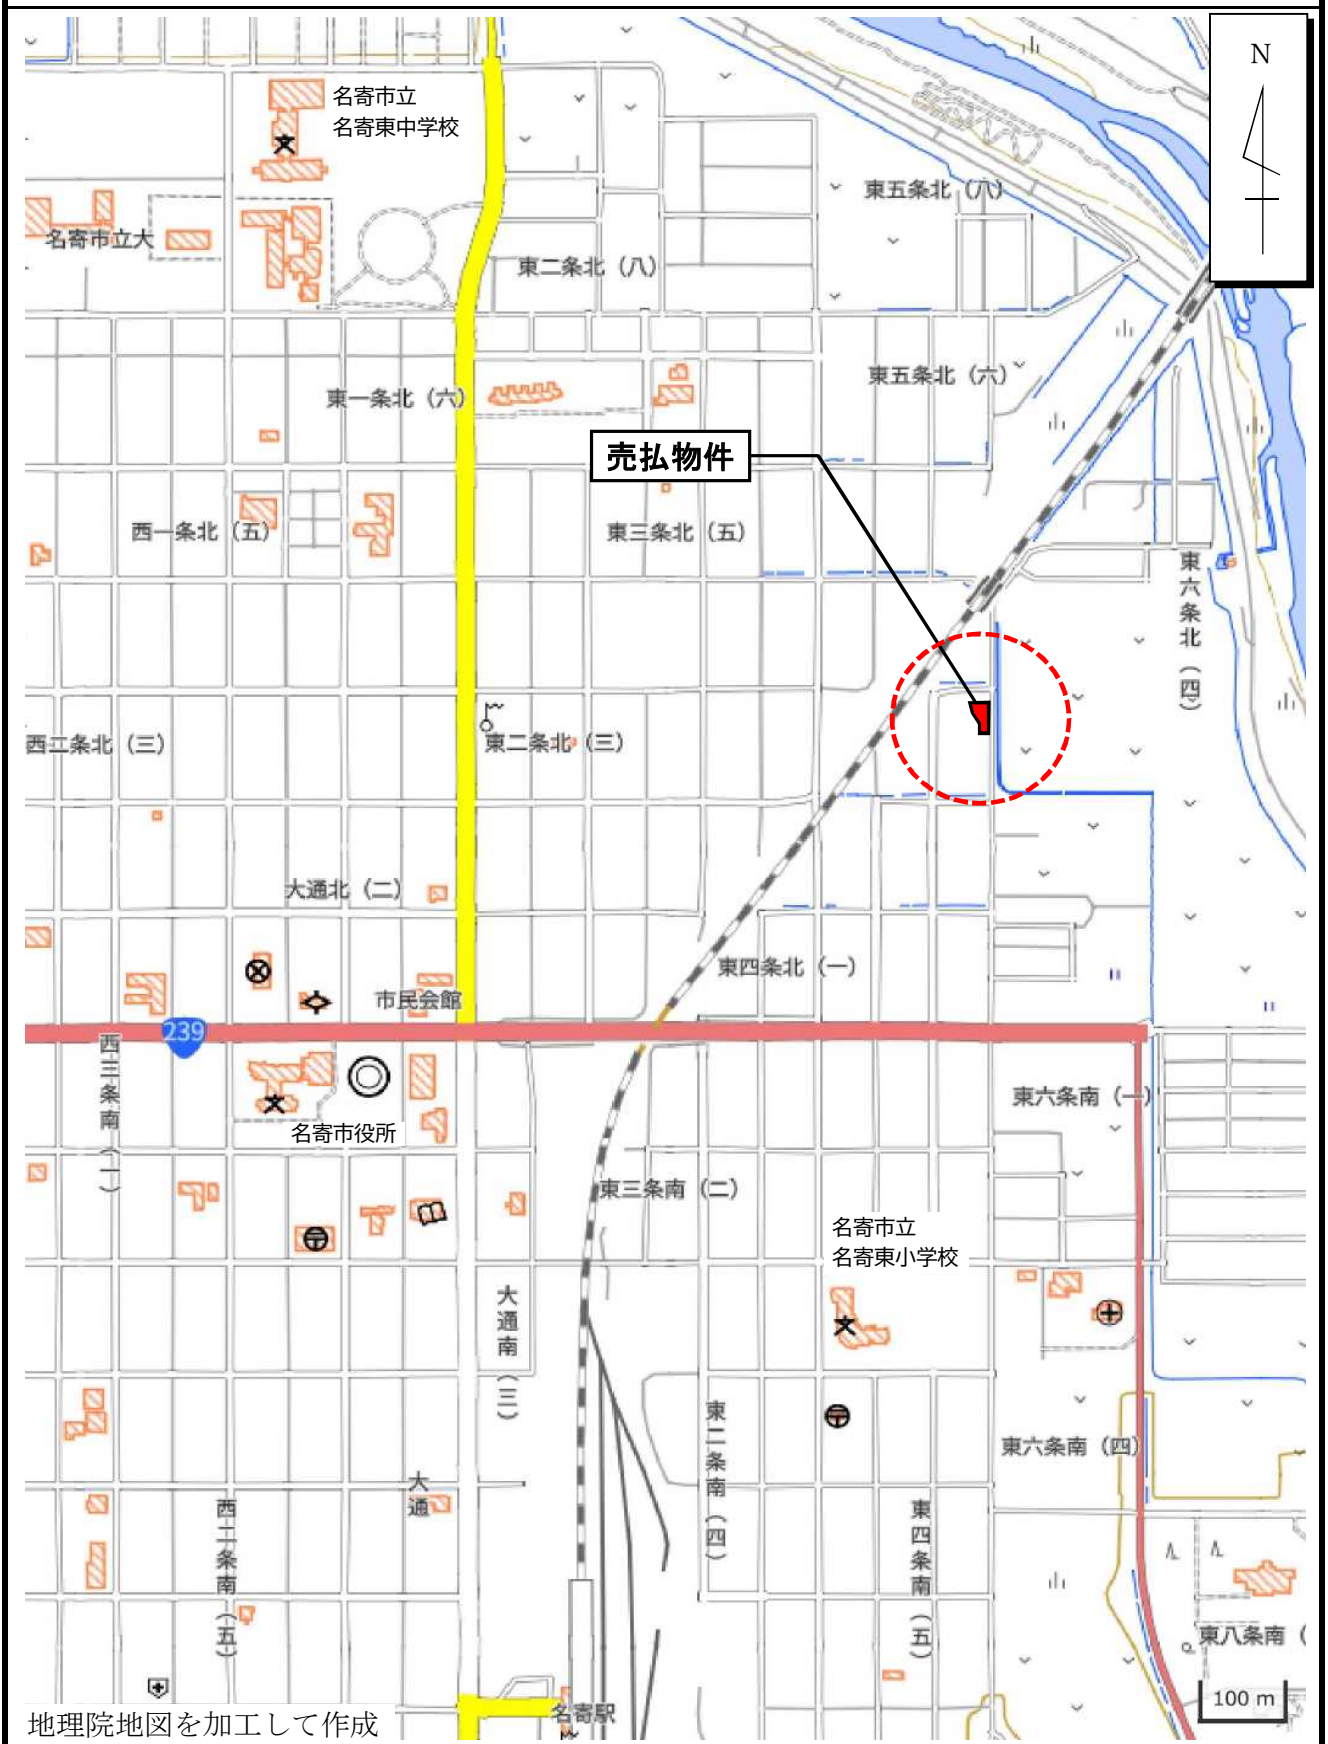 N
名寄市立
名寄東中学校
東五条北（八）
名寄市立大
東二条北（八）
東五条北（六）
東一条北（六）
売払物件
西一条北（五）
東三条北（五）
東六条北（四）
西二条北（三）
東二条北（三）
大通北（二）
東四条北（一）
市民会館
239
西三条南（一）
東六条南（一）
名寄市役所
東三条南（二）
名寄市立
名寄東小学校
大通南（三）
東二条南（四）
東六条南（四）
大通
西二条南（五）
東四条南（五）
東八条南（
100 m
名寄駅
地理院地図を加工して作成